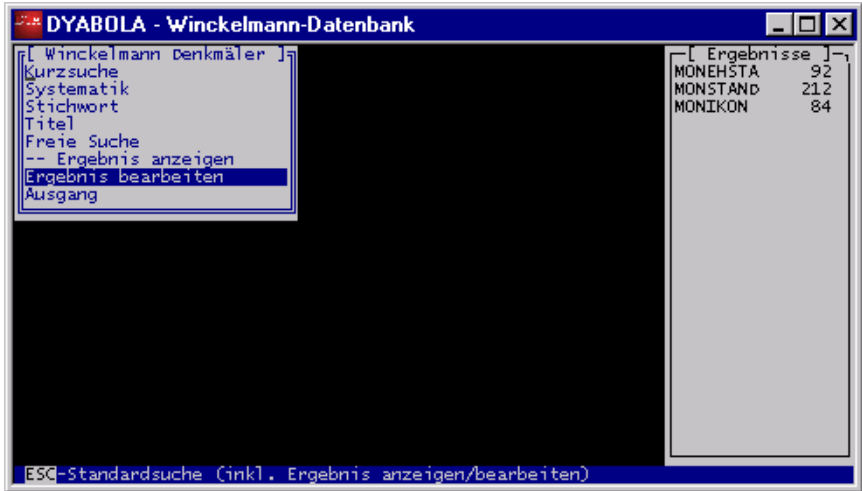 DYABOLA - Winckelmann-Datenbank
[ Winckelmann Denkmäler ]
Kurzsuche
Systematik
Stichwort
Titel
Freie Suche
-- Ergebnis anzeigen
Ergebnis bearbeiten
Ausgang
[ Ergebnisse ]
MONEHSTA 92
MONSTAND 212
MONIKON 84
ESC-Standardsuche (inkl. Ergebnis anzeigen/bearbeiten)